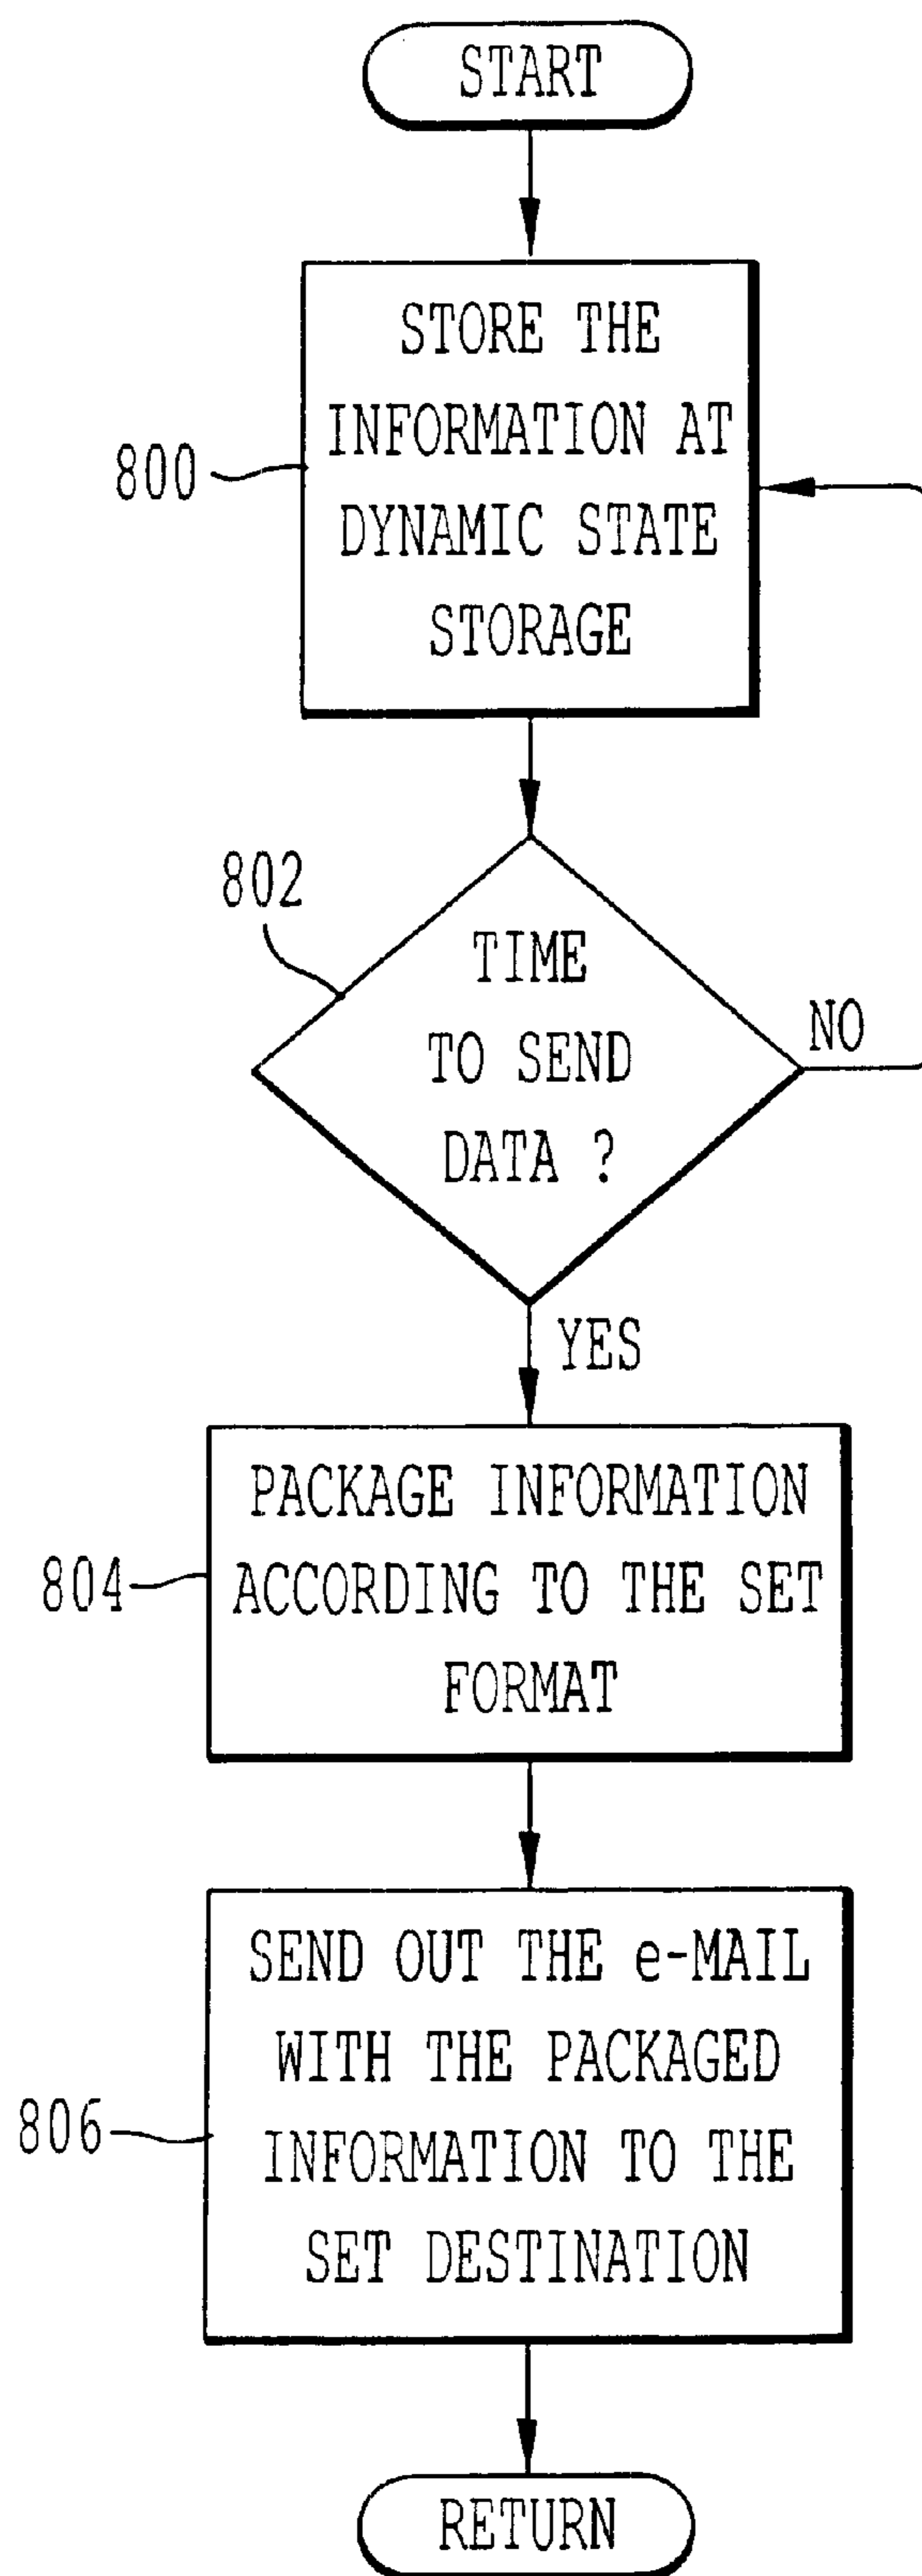 START
STORE THE
INFORMATION AT
DYNAMIC STATE
STORAGE
800
802
TIME
TO SEND
DATA ?
NO
YES
PACKAGE INFORMATION
ACCORDING TO THE SET
FORMAT
804
SEND OUT THE e-MAIL
WITH THE PACKAGED
INFORMATION TO THE
SET DESTINATION
806
RETURN